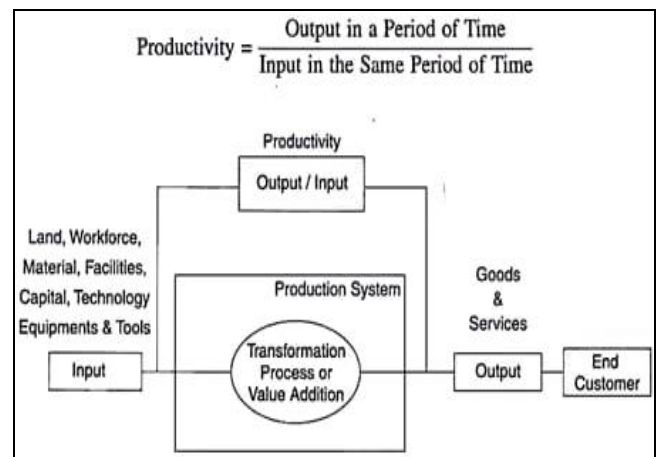 Productivity = Output in a Period of Time / Input in the Same Period of Time
Productivity
Output / Input
Land, Workforce,
Material, Facilities,
Capital, Technology
Equipments & Tools
Input
Production System
Transformation
Process or
Value Addition
Goods
&
Services
Output
End
Customer